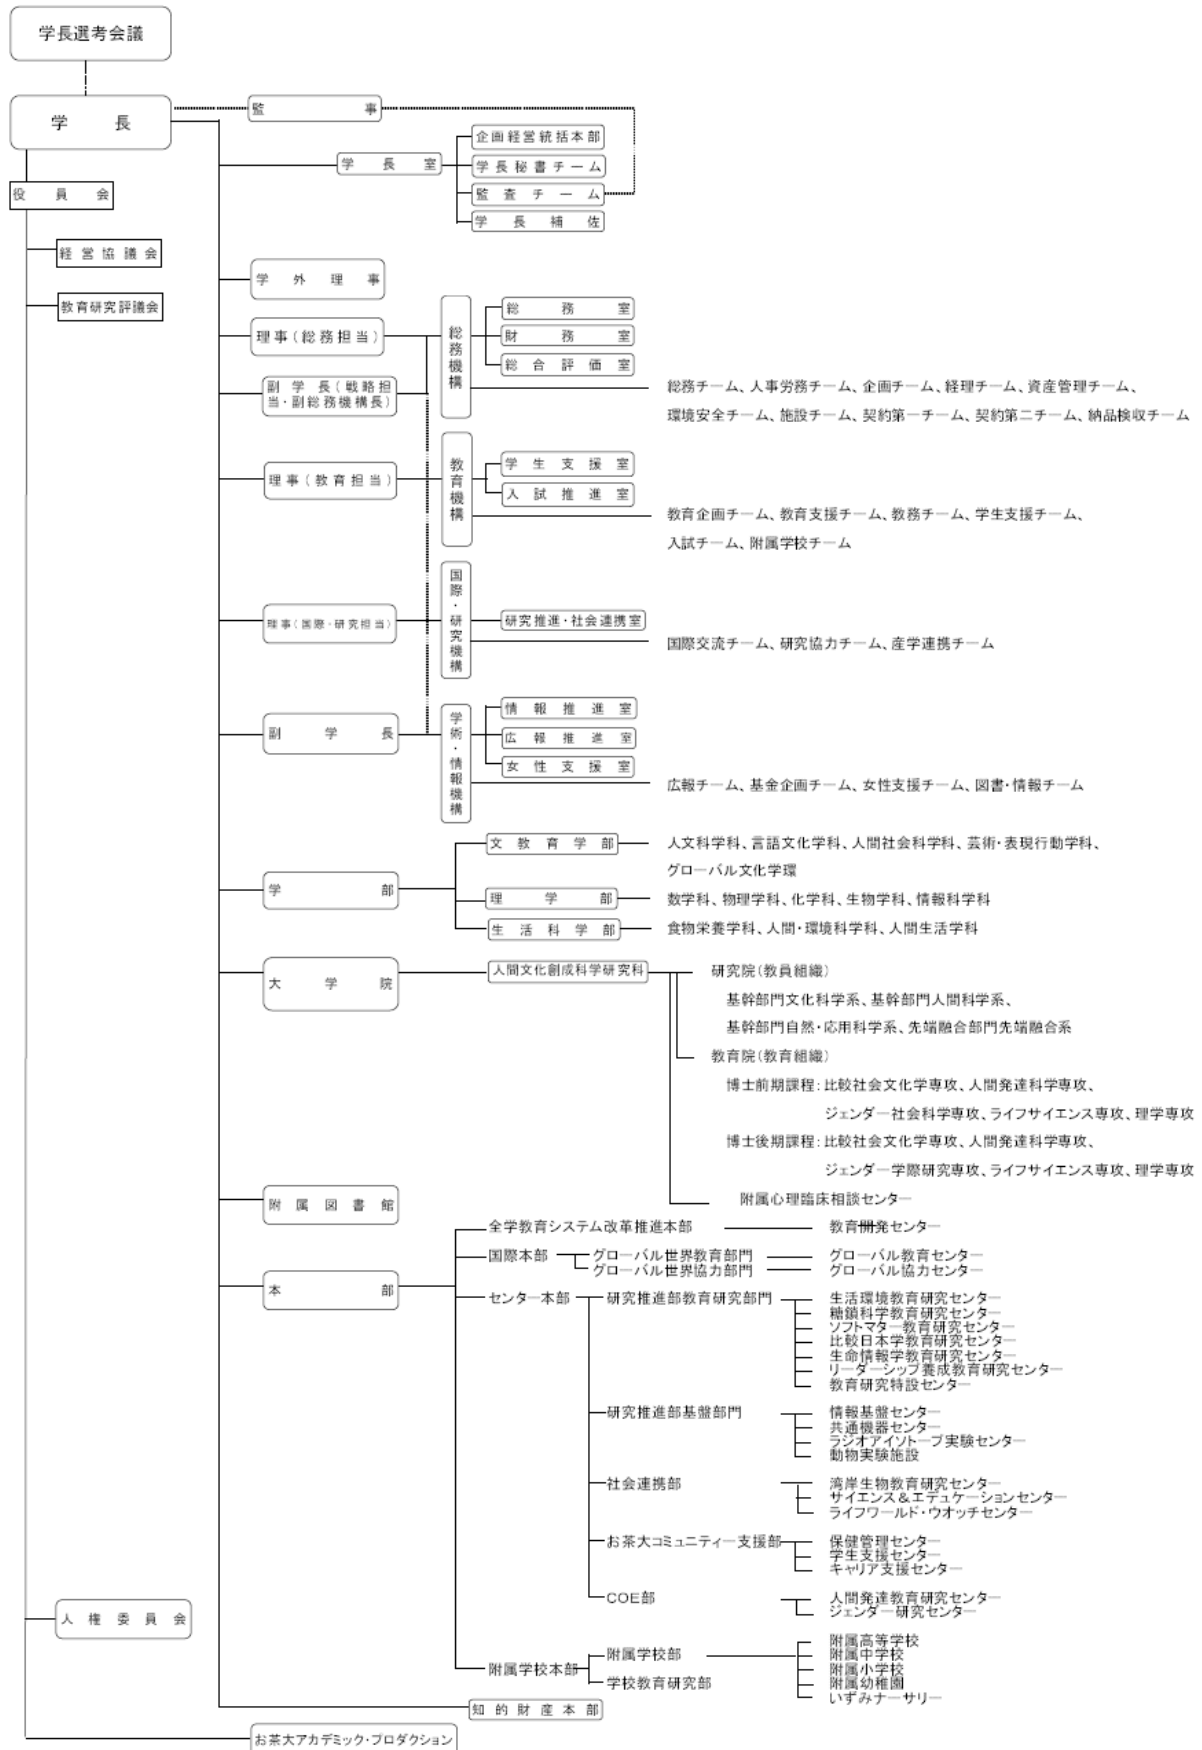 学長選考会議
学長
監事
企画経営統括本部
学長室
学長秘書チーム
監査チーム
学長補佐
役員会
経営協議会
教育研究評議会
学外理事
理事(総務担当)
副学長(戦略担
当・副総務機構長)
総務機構
総務室
財務室
総合評価室
総務チーム、人事労務チーム、企画チーム、経理チーム、資産管理チーム、
環境安全チーム、施設チーム、契約第一チーム、契約第二チーム、納品検収チーム
理事(教育担当)
教育機構
学生支援室
入試推進室
教育企画チーム、教育支援チーム、教務チーム、学生支援チーム、
入試チーム、附属学校チーム
理事(国際・研究担当)
国際・研究機構
研究推進・社会連携室
国際交流チーム、研究協力チーム、産学連携チーム
副学長
学術・情報機構
情報推進室
広報推進室
女性支援室
広報チーム、基金企画チーム、女性支援チーム、図書・情報チーム
学部
文教育学部
人文科学科、言語文化学科、人間社会科学科、芸術・表現行動学科、
グローバル文化学環
理学部
数学科、物理学科、化学科、生物学科、情報科学科
生活科学部
食物栄養学科、人間・環境科学科、人間生活学科
大学院
人間文化創成科学研究科
研究院(教員組織)
基幹部門文化科学系、基幹部門人間科学系、
基幹部門自然・応用科学系、先端融合部門先端融合系
教育院(教育組織)
博士前期課程:比較社会文化学専攻、人間発達科学専攻、
ジェンダー社会科学専攻、ライフサイエンス専攻、理学専攻
博士後期課程:比較社会文化学専攻、人間発達科学専攻、
ジェンダー学際研究専攻、ライフサイエンス専攻、理学専攻
附属心理臨床相談センター
附属図書館
本部
全学教育システム改革推進本部
教育開発センター
国際本部
グローバル世界教育部門
グローバル教育センター
グローバル世界協力部門
グローバル協力センター
センター本部
研究推進部教育研究部門
生活環境教育研究センター
糖鎖科学教育研究センター
ソフトマター教育研究センター
比較日本学教育研究センター
生命情報学教育研究センター
リーダーシップ養成教育研究センター
教育研究特設センター
研究推進部基盤部門
情報基盤センター
共通機器センター
ラジオアイソトープ実験センター
動物実験施設
社会連携部
湾岸生物教育研究センター
サイエンス&エデュケーションセンター
ライフワールド・ウオッチセンター
お茶大コミュニティー支援部
保健管理センター
学生支援センター
キャリア支援センター
COE部
人間発達教育研究センター
ジェンダー研究センター
人権委員会
附属学校本部
附属学校部
学校教育研究部
附属高等学校
附属中学校
附属小学校
附属幼稚園
いずみナーサリー
知的財産本部
お茶大アカデミック・プロダクション